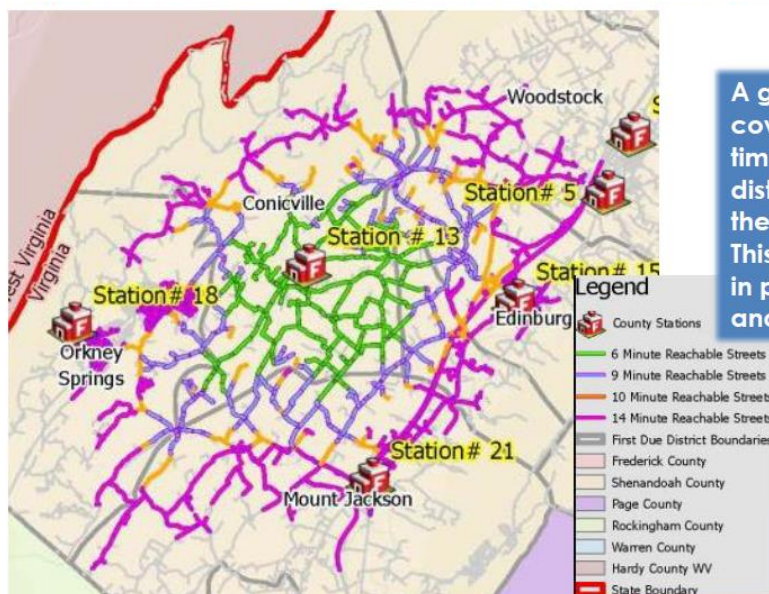 Woodstock
Station# 5
Conicville
Station # 13
West Virginia
Virginia
Station# 18
Station# 15
Orkney
Springs
Edinburg
Station# 21
Mount Jackson
Legend
County Stations
6 Minute Reachable Streets
9 Minute Reachable Streets
10 Minute Reachable Streets
14 Minute Reachable Streets
First Due District Boundaries
Frederick County
Shenandoah County
Page County
Rockingham County
Warren County
Hardy County WV
State Boundary
A g
cov
tim
dist
the
This
in p
and